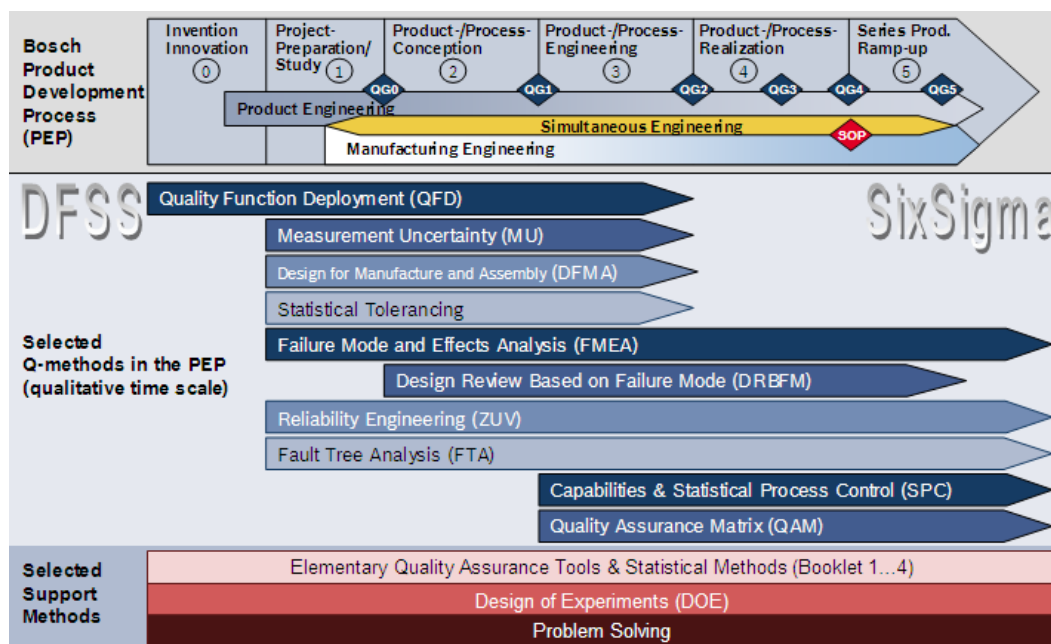 Bosch
Product
Development
Process
(PEP)
Invention
Innovation
0
Project-
Preparation/
Study
1
Product-/Process-
Conception
2
Product-/Process-
Engineering
3
Product-/Process-
Realization
4
Series Prod.
Ramp-up
5
QG0
QG1
QG2
QG3
QG4
QG5
Product Engineering
Simultaneous Engineering
SOP
Manufacturing Engineering
DFSS
SixSigma
Quality Function Deployment (QFD)
Measurement Uncertainty (MU)
Design for Manufacture and Assembly (DFMA)
Statistical Tolerancing
Selected
Q-methods in the PEP
(qualitative time scale)
Failure Mode and Effects Analysis (FMEA)
Design Review Based on Failure Mode (DRBFM)
Reliability Engineering (ZUV)
Fault Tree Analysis (FTA)
Capabilities & Statistical Process Control (SPC)
Quality Assurance Matrix (QAM)
Selected
Support
Methods
Elementary Quality Assurance Tools & Statistical Methods (Booklet 1...4)
Design of Experiments (DOE)
Problem Solving